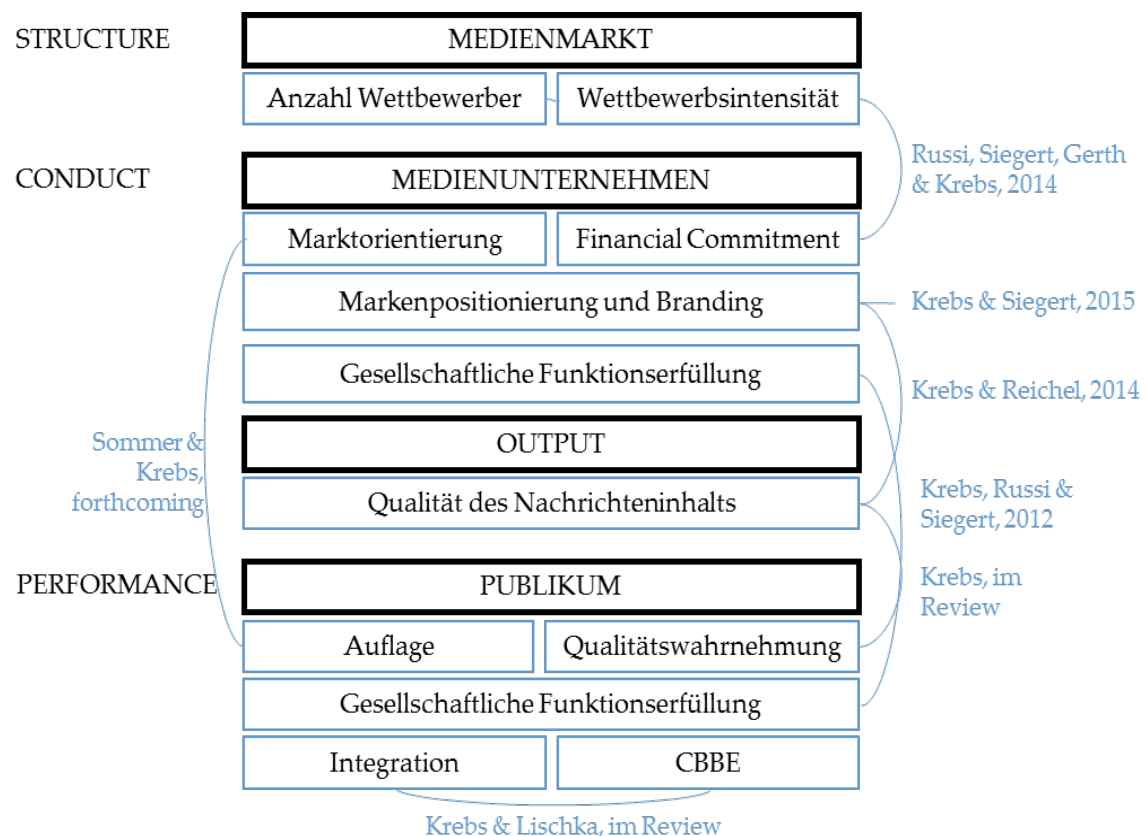 STRUCTURE
MEDIENMARKT
Anzahl Wettbewerber
Wettbewerbsintensität
Russi, Siegert, Gerth
& Krebs, 2014
CONDUCT
MEDIENUNTERNEHMEN
Marktorientierung
Financial Commitment
Markenpositionierung und Branding
Krebs & Siegert, 2015
Gesellschaftliche Funktionserfüllung
Krebs & Reichel, 2014
OUTPUT
Sommer &
Krebs,
forthcoming
Qualität des Nachrichteninhalts
Krebs, Russi &
Siegert, 2012
PERFORMANCE
PUBLIKUM
Krebs, im
Review
Auflage
Qualitätswahrnehmung
Gesellschaftliche Funktionserfüllung
Integration
CBBE
Krebs & Lischka, im Review